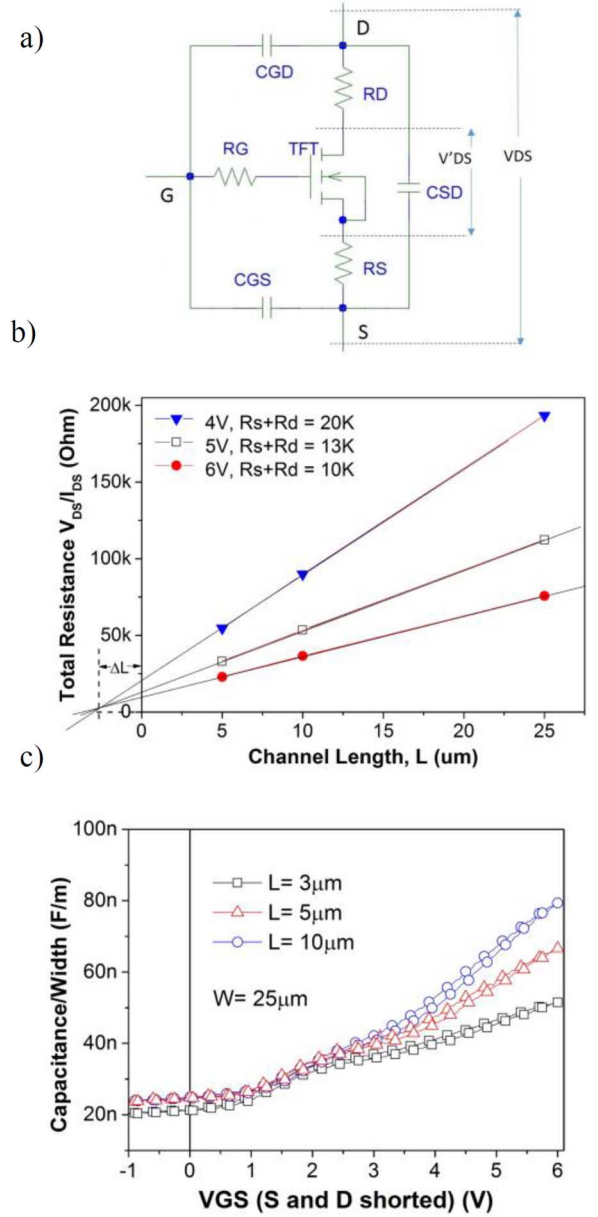 a)
D
CGD
RD
RG
TFT
V'DS
VDS
G
CSD
CGS
RS
S
b)
200k
150k
100k
50k
0
Total Resistance V_DS/I_DS (Ohm)
4V, Rs+Rd = 20K
5V, Rs+Rd = 13K
6V, Rs+Rd = 10K
ΔL
0 5 10 15 20 25
Channel Length, L (um)
c)
100n
80n
60n
40n
20n
Capacitance/Width (F/m)
L= 3μm
L= 5μm
L= 10μm
W= 25μm
-1 0 1 2 3 4 5 6
VGS (S and D shorted) (V)